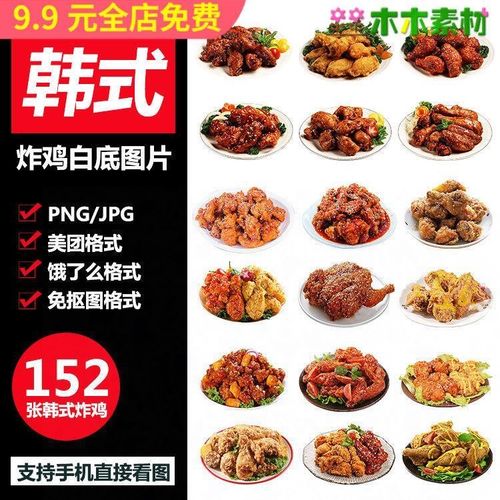 9.9 元全店免费
木木素材
韩式
炸鸡白底图片
PNG/JPG
美团格式
饿了么格式
免抠图格式
152
张韩式炸鸡
支持手机直接看图